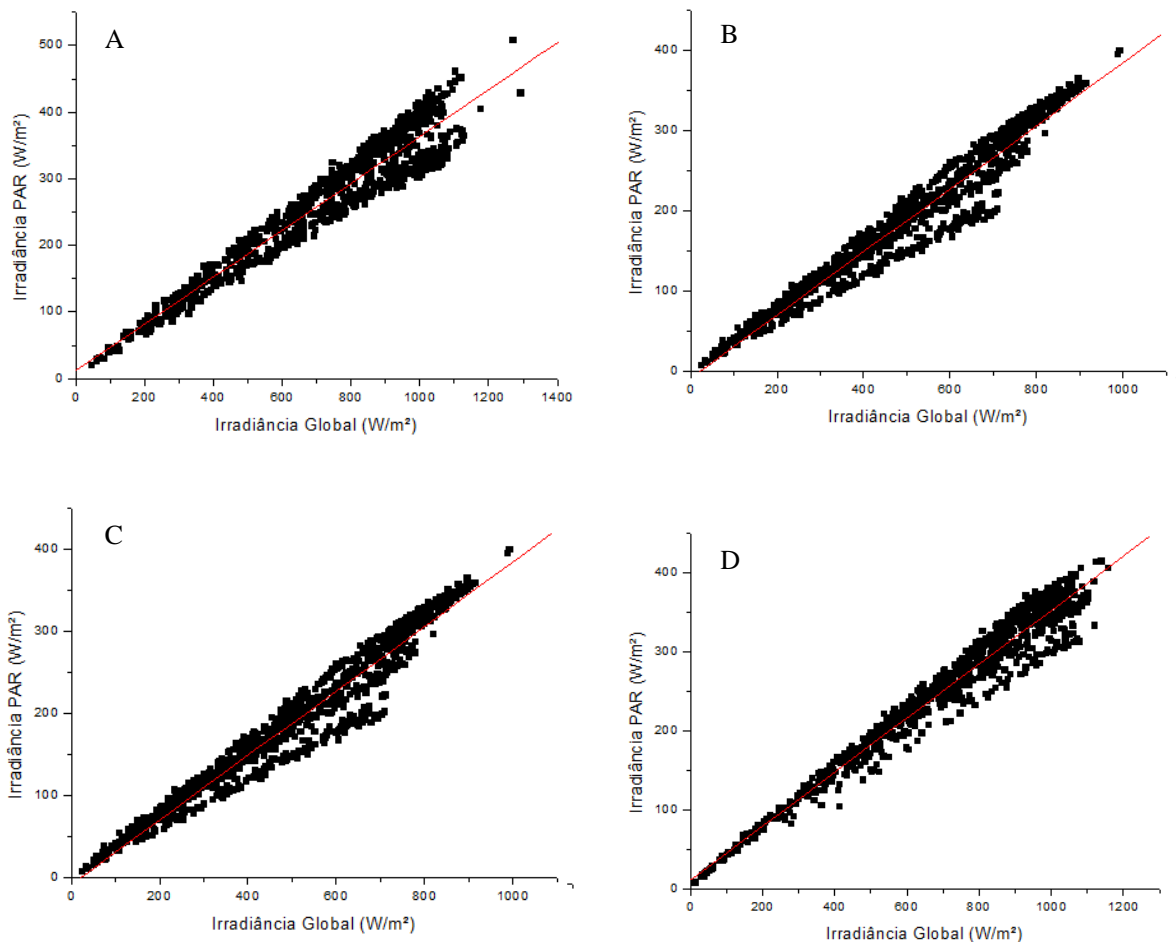 A
500
400
300
200
100
0
0 200 400 600 800 1000 1200 1400
Irradiância PAR (W/m²)
Irradiância Global (W/m²)
B
400
300
200
100
0
0 200 400 600 800 1000
Irradiância PAR (W/m²)
Irradiância Global (W/m²)
C
400
300
200
100
0
0 200 400 600 800 1000
Irradiância PAR (W/m²)
Irradiância Global (W/m²)
D
400
300
200
100
0
0 200 400 600 800 1000 1200
Irradiância PAR (W/m²)
Irradiância Global (W/m²)